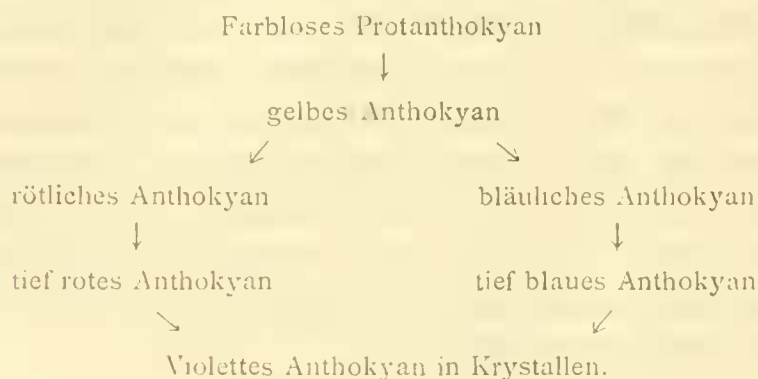 Farbloses Protanthokyan
↓
gelbes Anthokyan
↙ ↘
rötliches Anthokyan bläuliches Anthokyan
↓ ↓
tief rotes Anthokyan tief blaues Anthokyan
↘ ↙
Violettes Anthokyan in Krystallen.